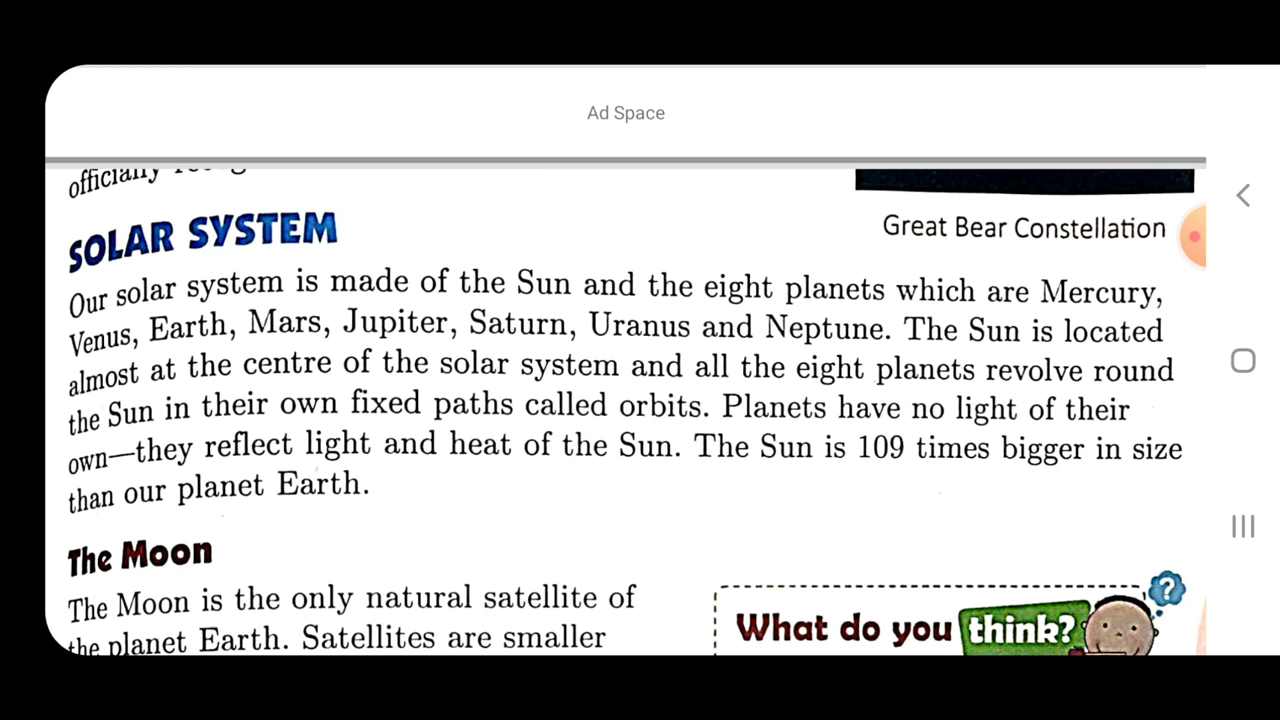 Ad Space
officially
SOLAR SYSTEM
Great Bear Constellation
Our solar system is made of the Sun and the eight planets which are Mercury,
Venus, Earth, Mars, Jupiter, Saturn, Uranus and Neptune. The Sun is located
almost at the centre of the solar system and all the eight planets revolve round
the Sun in their own fixed paths called orbits. Planets have no light of their
own—they reflect light and heat of the Sun. The Sun is 109 times bigger in size
than our planet Earth.
The Moon
The Moon is the only natural satellite of
the planet Earth. Satellites are smaller
What do you think?
?